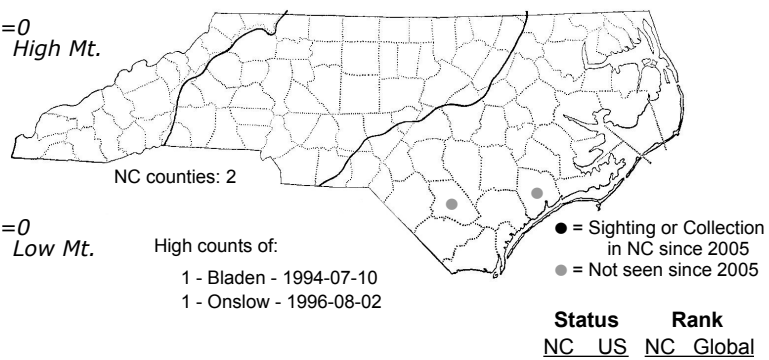 =0
High Mt.
NC counties: 2
=0
Low Mt.
High counts of:
1 - Bladen - 1994-07-10
1 - Onslow - 1996-08-02
● = Sighting or Collection
in NC since 2005
● = Not seen since 2005
Status Rank
NC US NC Global